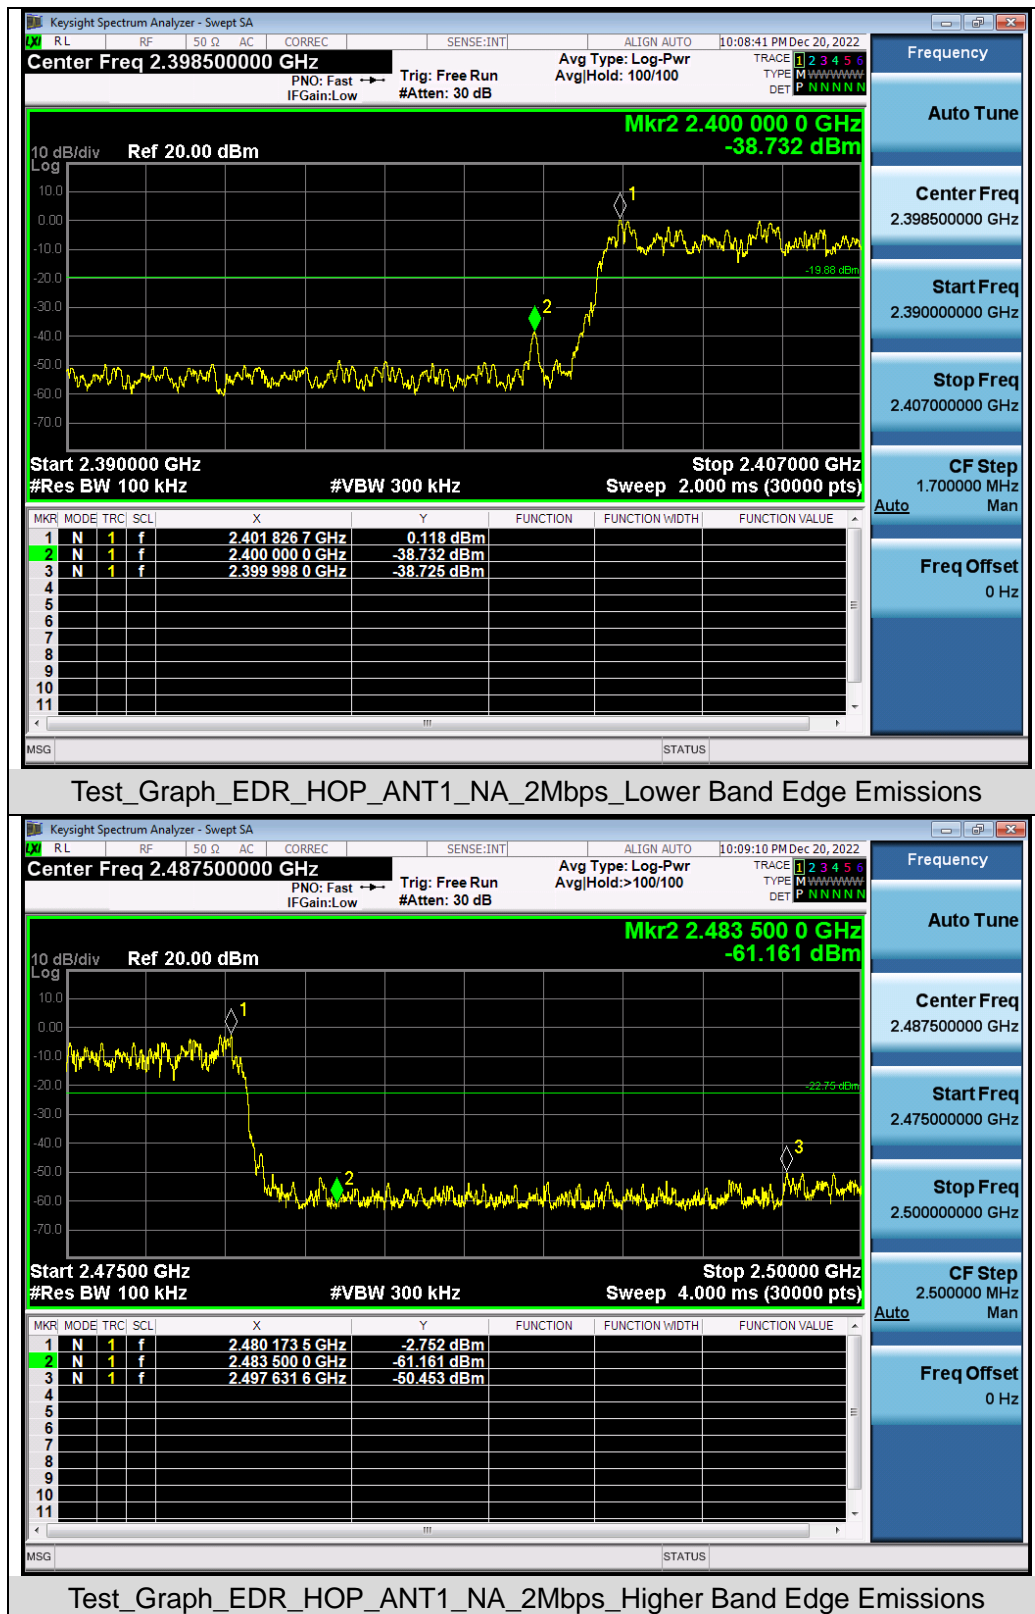 Keysight Spectrum Analyzer - Swept SA
LXI RL RF 50 Ω AC CORREC SENSE:INT ALIGN AUTO 10:08:41 PM Dec 20, 2022
Center Freq 2.398500000 GHz
PNO: Fast
IFGain:Low
Trig: Free Run
#Atten: 30 dB
Avg Type: Log-Pwr
Avg|Hold: 100/100
TRACE 1 2 3 4 5 6
TYPE M WWWWW
DET P N N N N N
Mkr2 2.400 000 0 GHz
-38.732 dBm
10 dB/div Ref 20.00 dBm
Log
10.0
0.00
-10.0
-20.0
-30.0
-40.0
-50.0
-60.0
-70.0
1
-19.88 dBm
2
Start 2.390000 GHz Stop 2.407000 GHz
#Res BW 100 kHz #VBW 300 kHz Sweep 2.000 ms (30000 pts)
MKR MODE TRC SCL X Y FUNCTION FUNCTION WIDTH FUNCTION VALUE
1 N 1 f 2.401 826 7 GHz 0.118 dBm
2 N 1 f 2.400 000 0 GHz -38.732 dBm
3 N 1 f 2.399 998 0 GHz -38.725 dBm
4
5
6
7
8
9
10
11
MSG STATUS
Frequency
Auto Tune
Center Freq
2.398500000 GHz
Start Freq
2.390000000 GHz
Stop Freq
2.407000000 GHz
CF Step
1.700000 MHz
Auto Man
Freq Offset
0 Hz
Test_Graph_EDR_HOP_ANT1_NA_2Mbps_Lower Band Edge Emissions
Keysight Spectrum Analyzer - Swept SA
LXI RL RF 50 Ω AC CORREC SENSE:INT ALIGN AUTO 10:09:10 PM Dec 20, 2022
Center Freq 2.487500000 GHz
PNO: Fast
IFGain:Low
Trig: Free Run
#Atten: 30 dB
Avg Type: Log-Pwr
Avg|Hold:>100/100
TRACE 1 2 3 4 5 6
TYPE M WWWWW
DET P N N N N N
Mkr2 2.483 500 0 GHz
-61.161 dBm
10 dB/div Ref 20.00 dBm
Log
10.0
0.00
-10.0
-20.0
-30.0
-40.0
-50.0
-60.0
-70.0
1
-22.75 dBm
3
2
Start 2.47500 GHz Stop 2.50000 GHz
#Res BW 100 kHz #VBW 300 kHz Sweep 4.000 ms (30000 pts)
MKR MODE TRC SCL X Y FUNCTION FUNCTION WIDTH FUNCTION VALUE
1 N 1 f 2.480 173 5 GHz -2.752 dBm
2 N 1 f 2.483 500 0 GHz -61.161 dBm
3 N 1 f 2.497 631 6 GHz -50.453 dBm
4
5
6
7
8
9
10
11
MSG STATUS
Frequency
Auto Tune
Center Freq
2.487500000 GHz
Start Freq
2.475000000 GHz
Stop Freq
2.500000000 GHz
CF Step
2.500000 MHz
Auto Man
Freq Offset
0 Hz
Test_Graph_EDR_HOP_ANT1_NA_2Mbps_Higher Band Edge Emissions